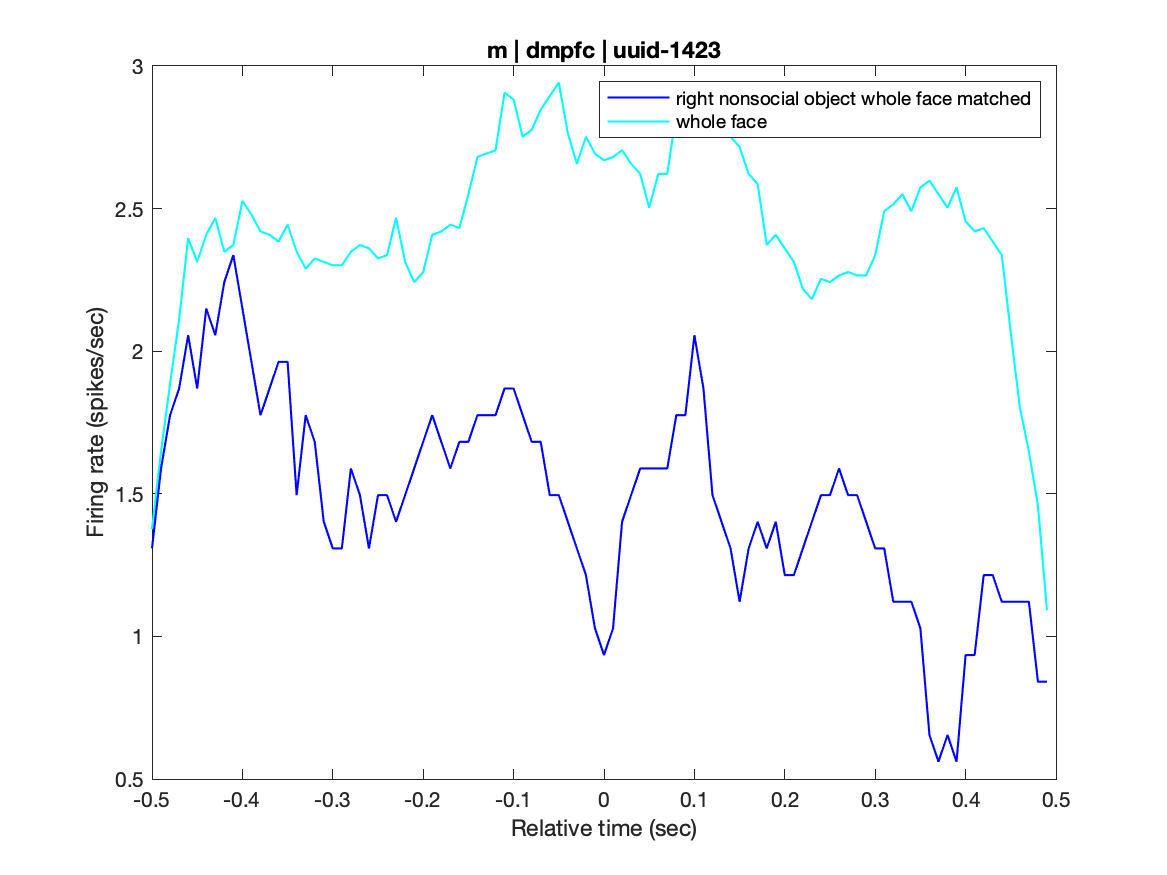 m | dmpfc | uuid-1423
right nonsocial object whole face matched
whole face
Firing rate (spikes/sec)
3
2.5
2
1.5
1
0.5
-0.5 -0.4 -0.3 -0.2 -0.1 0 0.1 0.2 0.3 0.4 0.5
Relative time (sec)